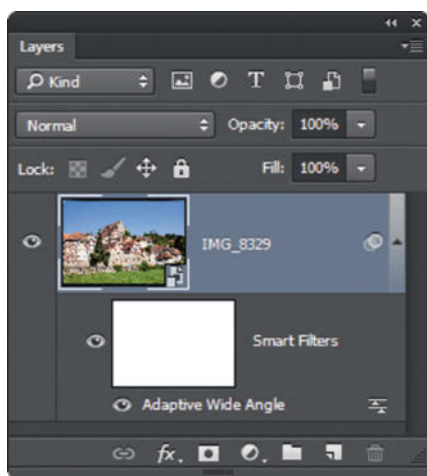 Layers
Kind
Normal Opacity: 100%
Lock: Fill: 100%
IMG_8329
Smart Filters
Adaptive Wide Angle
fx.